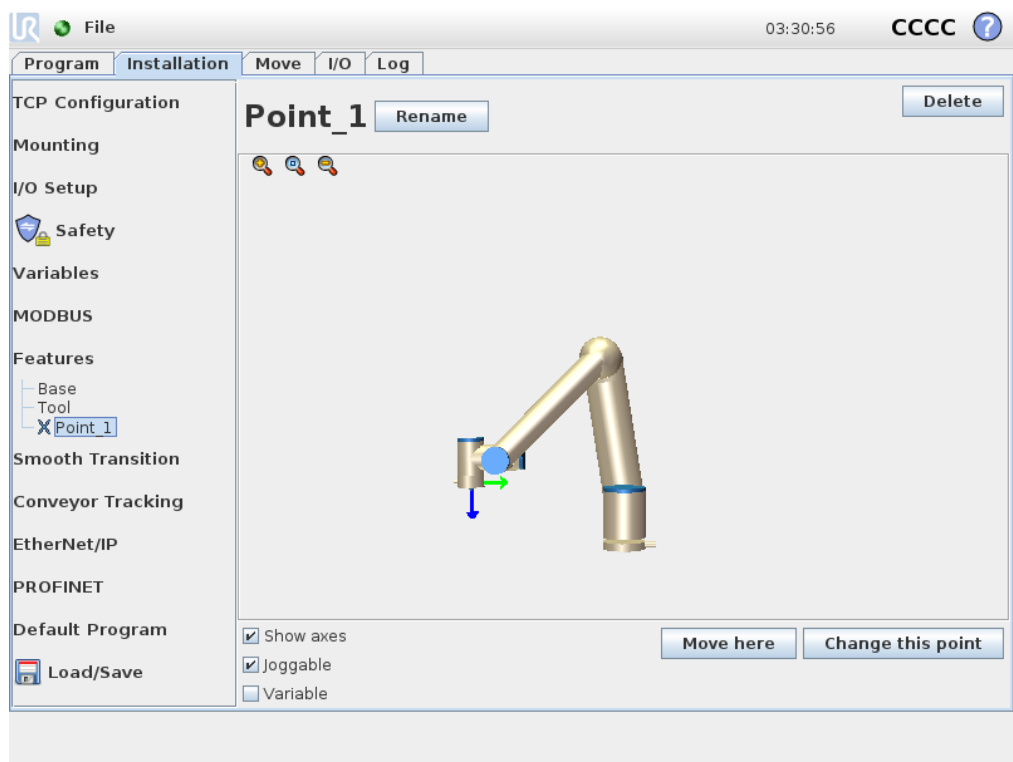 UR File 03:30:56 CCCC ?
Program Installation Move I/O Log
TCP Configuration
Mounting
I/O Setup
Safety
Variables
MODBUS
Features
Base
Tool
Point_1
Smooth Transition
Conveyor Tracking
EtherNet/IP
PROFINET
Default Program
Load/Save
Point_1 Rename Delete
Show axes
Joggable
Variable
Move here Change this point